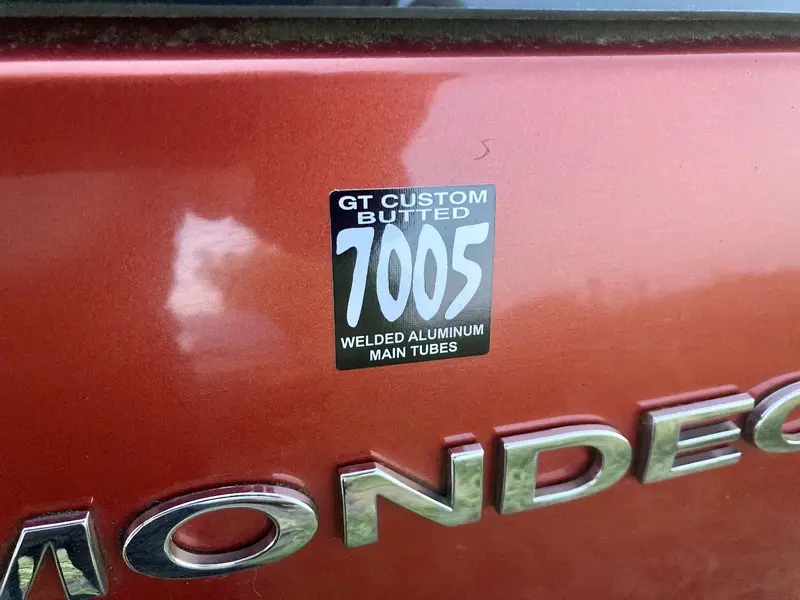 GT CUSTOM
BUTTED
7005
WELDED ALUMINUM
MAIN TUBES
MONDEO